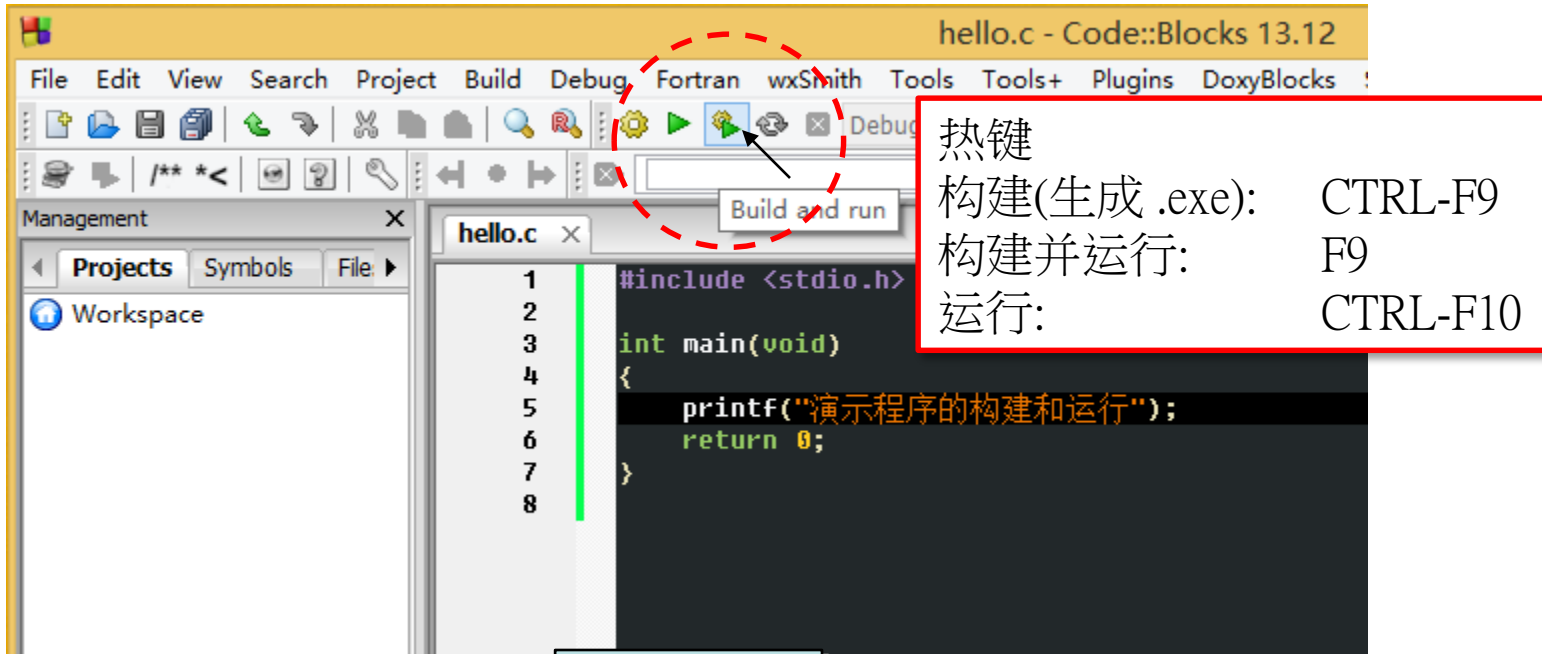 hello.c - Code::Blocks 13.12
File Edit View Search Project Build Debug Fortran wxSmith Tools Tools+ Plugins DoxyBlocks
Debug
/** *<
热键
构建(生成 .exe): CTRL-F9
构建并运行: F9
运行: CTRL-F10
Build and run
Management
Projects Symbols File
Workspace
hello.c
1 #include <stdio.h>
2
3 int main(void)
4 {
5 printf("演示程序的构建和运行");
6 return 0;
7 }
8